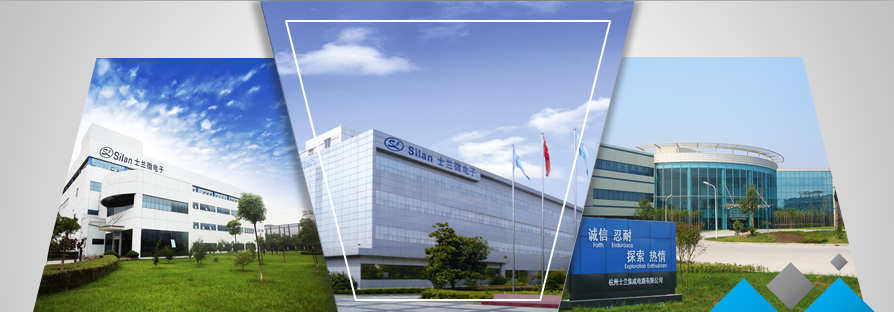 Silan 士兰微电子
Silan 士兰微电子
诚信 忍耐
Faith Endurance
探索 热情
Exploration Enthusiasm
杭州士兰集成电路有限公司